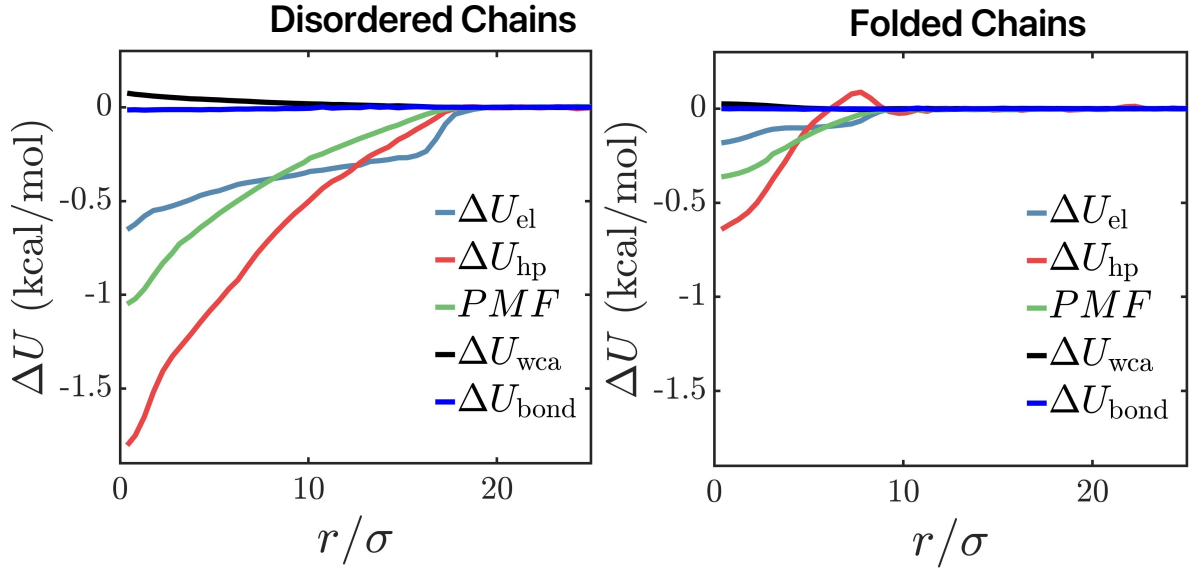 Disordered Chains
0
-0.5
-1
-1.5
ΔU (kcal/mol)
ΔU_el
ΔU_hp
PMF
ΔU_wca
ΔU_bond
0 10 20
r/σ
Folded Chains
0
-0.5
-1
-1.5
ΔU (kcal/mol)
ΔU_el
ΔU_hp
PMF
ΔU_wca
ΔU_bond
0 10 20
r/σ